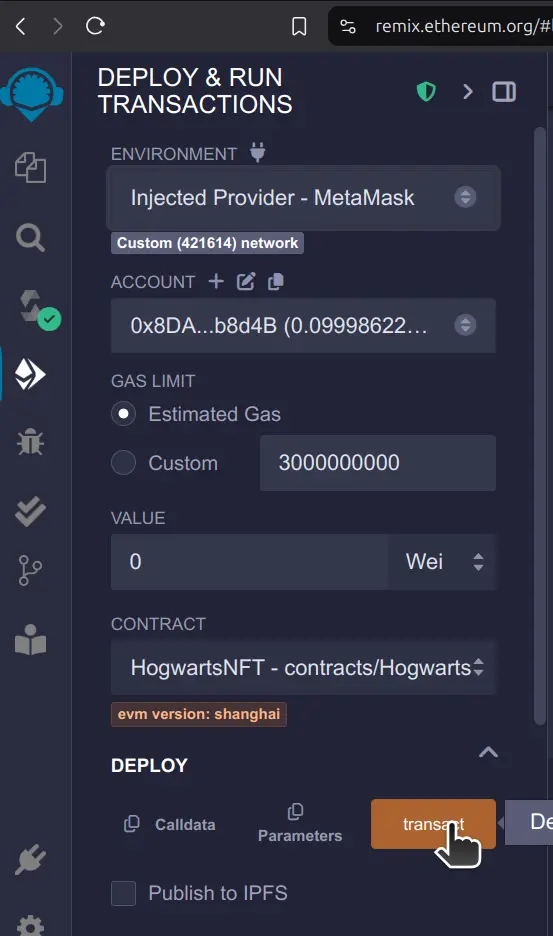 remix.ethereum.org/#
DEPLOY & RUN
TRANSACTIONS
ENVIRONMENT
Injected Provider - MetaMask
Custom (421614) network
ACCOUNT
0x8DA...b8d4B (0.09998622...
GAS LIMIT
Estimated Gas
Custom
3000000000
VALUE
0
Wei
CONTRACT
HogwartsNFT - contracts/Hogwarts
evm version: shanghai
DEPLOY
Calldata
Parameters
transact
De
Publish to IPFS